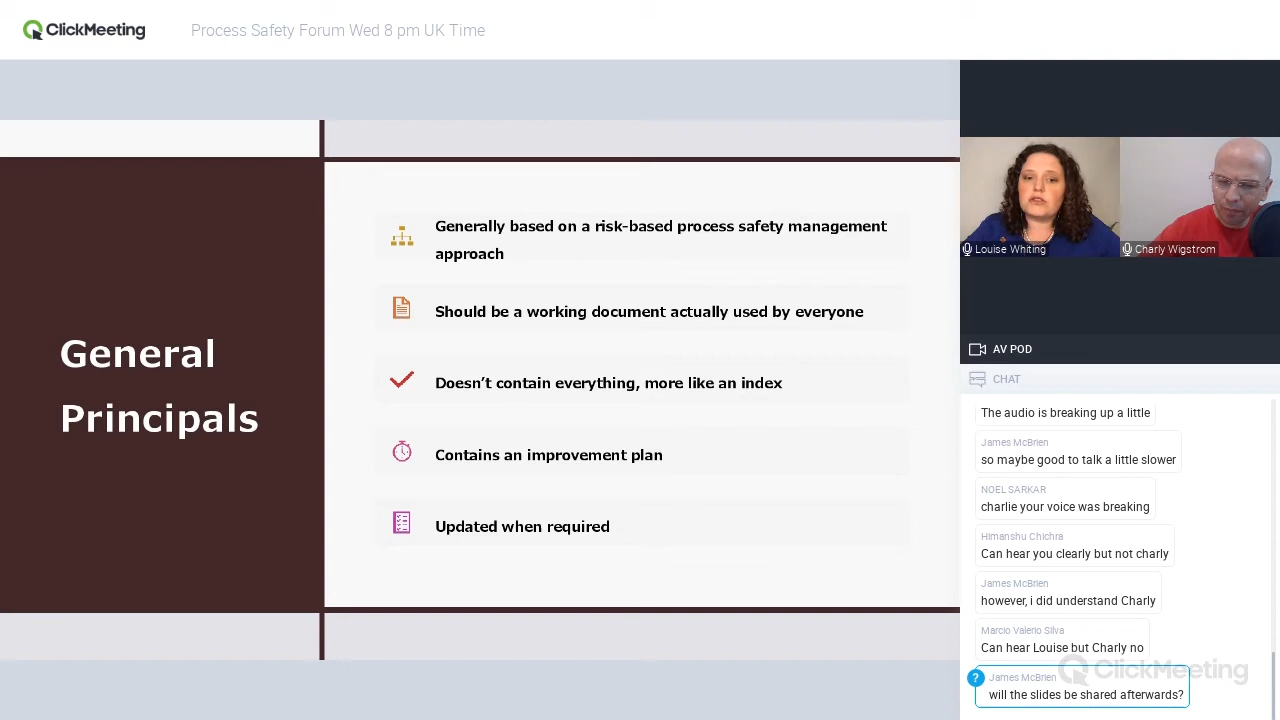 ClickMeeting
Process Safety Forum Wed 8 pm UK Time
General
Principals
Generally based on a risk-based process safety management
approach
Should be a working document actually used by everyone
Doesn't contain everything, more like an index
Contains an improvement plan
Updated when required
Louise Whiting
Charly Wigstrom
AV POD
CHAT
The audio is breaking up a little
James McBrien
so maybe good to talk a little slower
NOEL SARKAR
charlie your voice was breaking
Himanshu Chichra
Can hear you clearly but not charly
James McBrien
however, i did understand Charly
Marcio Valerio Silva
Can hear Louise but Charly no
ClickMeeting
?
James McBrien
will the slides be shared afterwards?